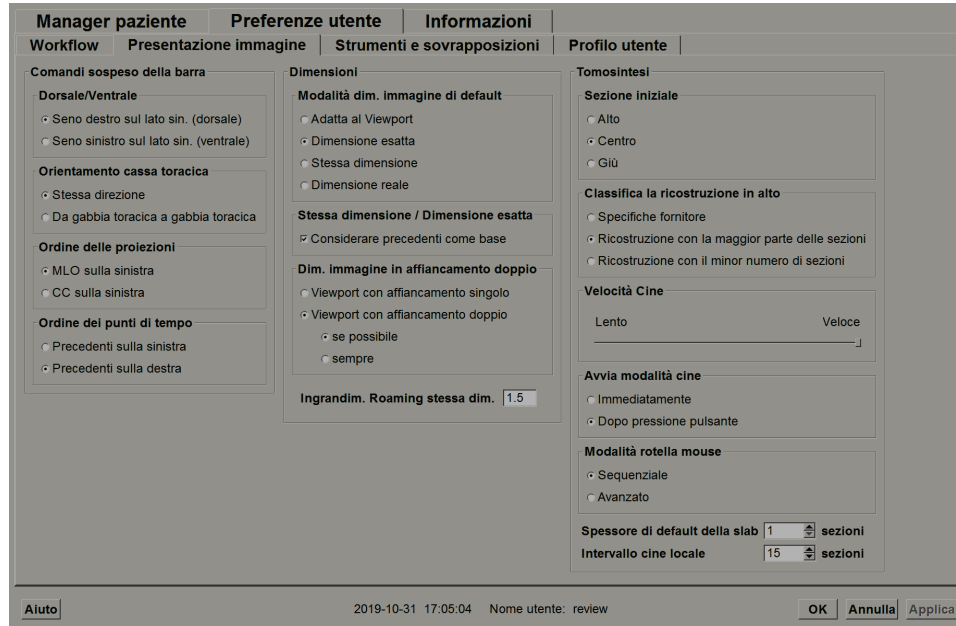 Manager paziente
Preferenze utente
Informazioni
Workflow
Presentazione immagine
Strumenti e sovrapposizioni
Profilo utente
Comandi sospeso della barra
Dorsale/Ventrale
Seno destro sul lato sin. (dorsale)
Seno sinistro sul lato sin. (ventrale)
Orientamento cassa toracica
Stessa direzione
Da gabbia toracica a gabbia toracica
Ordine delle proiezioni
MLO sulla sinistra
CC sulla sinistra
Ordine dei punti di tempo
Precedenti sulla sinistra
Precedenti sulla destra
Dimensioni
Modalità dim. immagine di default
Adatta al Viewport
Dimensione esatta
Stessa dimensione
Dimensione reale
Stessa dimensione / Dimensione esatta
Considerare precedenti come base
Dim. immagine in affiancamento doppio
Viewport con affiancamento singolo
Viewport con affiancamento doppio
se possibile
sempre
Ingrandim. Roaming stessa dim. 1.5
Tomosintesi
Sezione iniziale
Alto
Centro
Giù
Classifica la ricostruzione in alto
Specifiche fornitore
Ricostruzione con la maggior parte delle sezioni
Ricostruzione con il minor numero di sezioni
Velocità Cine
Lento Veloce
Avvia modalità cine
Immediatamente
Dopo pressione pulsante
Modalità rotella mouse
Sequenziale
Avanzato
Spessore di default della slab 1 sezioni
Intervallo cine locale 15 sezioni
Aiuto
2019-10-31 17:05:04 Nome utente: review
OK
Annulla
Applica